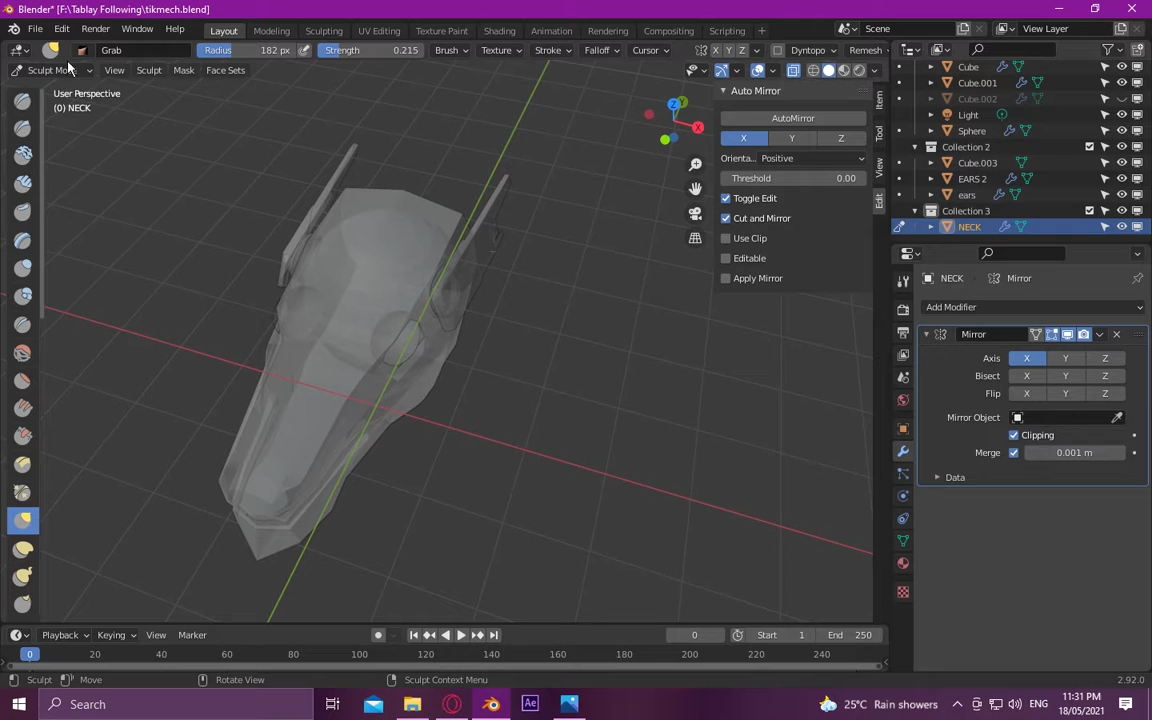 Blender* [F:\Tablay Following\tikmech.blend]
File Edit Render Window Help Layout Modeling Sculpting UV Editing Texture Paint Shading Animation Rendering Scene View Layer
Grab Radius 182 px Strength 0.215 Brush Texture Stroke Falloff Cursor X Y Z Dyntopo Remesh
Sculpt Mode View Sculpt Mask Face Sets
User Perspective
(0) NECK
Z
X
Auto Mirror
AutoMirror
X Y Z
Orienta... Positive
Threshold 0.00
Toggle Edit
Cut and Mirror
Use Clip
Editable
Apply Mirror
Item
Tool
View
Edit
Cube
Cube.001
Cube.002
Light
Sphere
Collection 2
Cube.003
EARS 2
ears
Collection 3
NECK
NECK Mirror
Add Modifier
Mirror
Axis X Y Z
Bisect X Y Z
Flip X Y Z
Mirror Object
Clipping
Merge 0.001 m
Data
Playback Keying View Marker 0 Start 1 End 250
0 20 40 60 80 100 120 140 160 180 200 220 240
Sculpt Move Rotate View Sculpt Context Menu 2.92.0
Search Ae 25°C Rain showers ENG 11:31 PM
18/05/2021